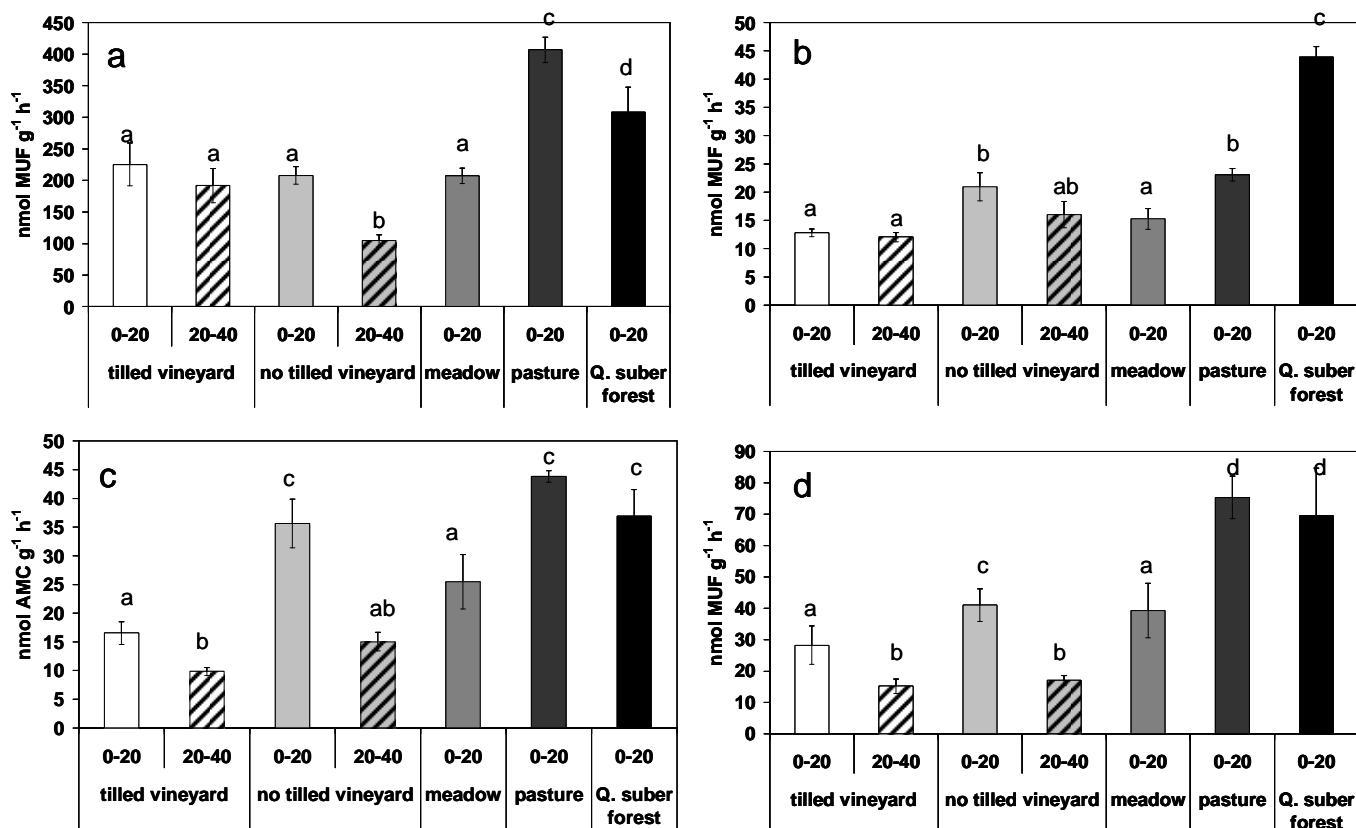 a
nmol MUF g⁻¹ h⁻¹
450
400
350
300
250
200
150
100
50
0
a a a b a c d
0-20 20-40 0-20 20-40 0-20 0-20 0-20
tilled vineyard no tilled vineyard meadow pasture Q. suber
forest
b
nmol MUF g⁻¹ h⁻¹
50
45
40
35
30
25
20
15
10
5
0
a a b ab a b c
0-20 20-40 0-20 20-40 0-20 0-20 0-20
tilled vineyard no tilled vineyard meadow pasture Q. suber
forest
c
nmol AMC g⁻¹ h⁻¹
50
45
40
35
30
25
20
15
10
5
0
a b c ab a c c
0-20 20-40 0-20 20-40 0-20 0-20 0-20
tilled vineyard no tilled vineyard meadow pasture Q. suber
forest
d
nmol MUF g⁻¹ h⁻¹
90
80
70
60
50
40
30
20
10
0
a b c b a d d
0-20 20-40 0-20 20-40 0-20 0-20 0-20
tilled vineyard no tilled vineyard meadow pasture Q. suber
forest